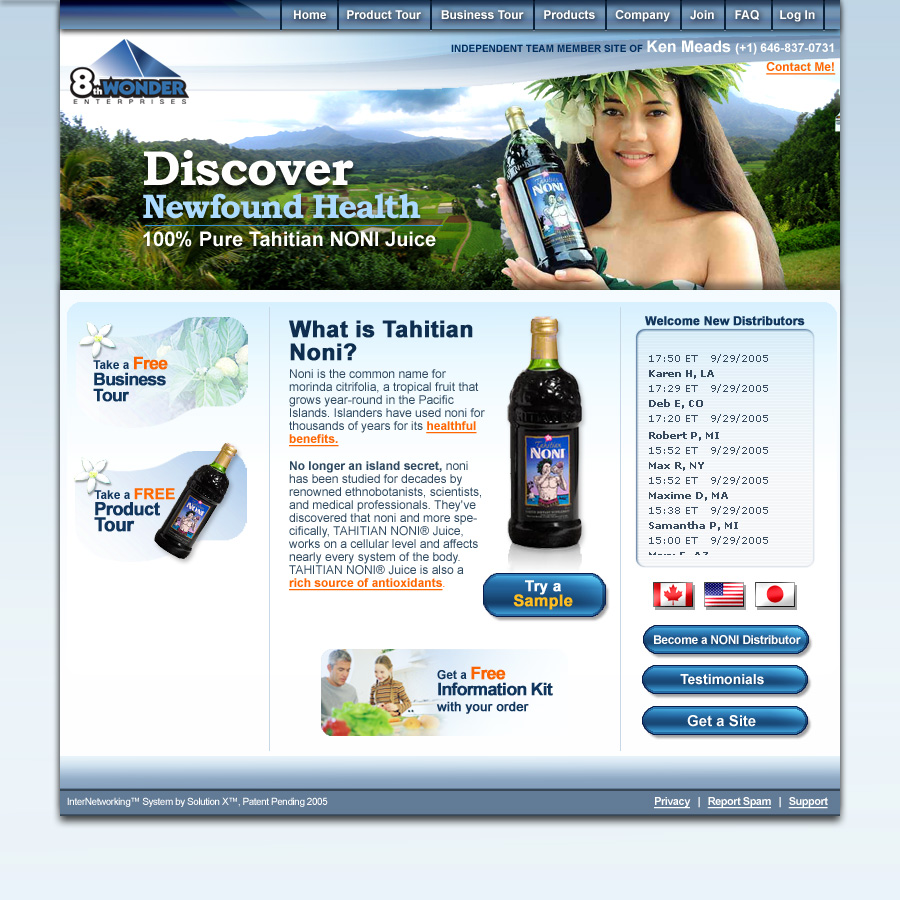 Home Product Tour Business Tour Products Company Join FAQ Log In
INDEPENDENT TEAM MEMBER SITE OF Ken Meads (+1) 646-837-0731
Contact Me!
8th WONDER
ENTERPRISES
Discover
Newfound Health
100% Pure Tahitian NONI Juice
Tahitian
NONI
Take a Free
Business
Tour
Take a FREE
Product
Tour
NONI
What is Tahitian
Noni?
Noni is the common name for
morinda citrifolia, a tropical fruit that
grows year-round in the Pacific
Islands. Islanders have used noni for
thousands of years for its healthful
benefits.
No longer an island secret, noni
has been studied for decades by
renowned ethnobotanists, scientists,
and medical professionals. They've
discovered that noni and more spe-
cifically, TAHITIAN NONI® Juice,
works on a cellular level and affects
nearly every system of the body.
TAHITIAN NONI® Juice is also a
rich source of antioxidants.
Tahitian
NONI
Try a
Sample
Get a Free
Information Kit
with your order
Welcome New Distributors
17:50 ET 9/29/2005
Karen H, LA
17:29 ET 9/29/2005
Deb E, CO
17:20 ET 9/29/2005
Robert P, MI
15:52 ET 9/29/2005
Max R, NY
15:52 ET 9/29/2005
Maxime D, MA
15:38 ET 9/29/2005
Samantha P, MI
15:00 ET 9/29/2005
Become a NONI Distributor
Testimonials
Get a Site
InterNetworking™ System by Solution X™, Patent Pending 2005
Privacy | Report Spam | Support